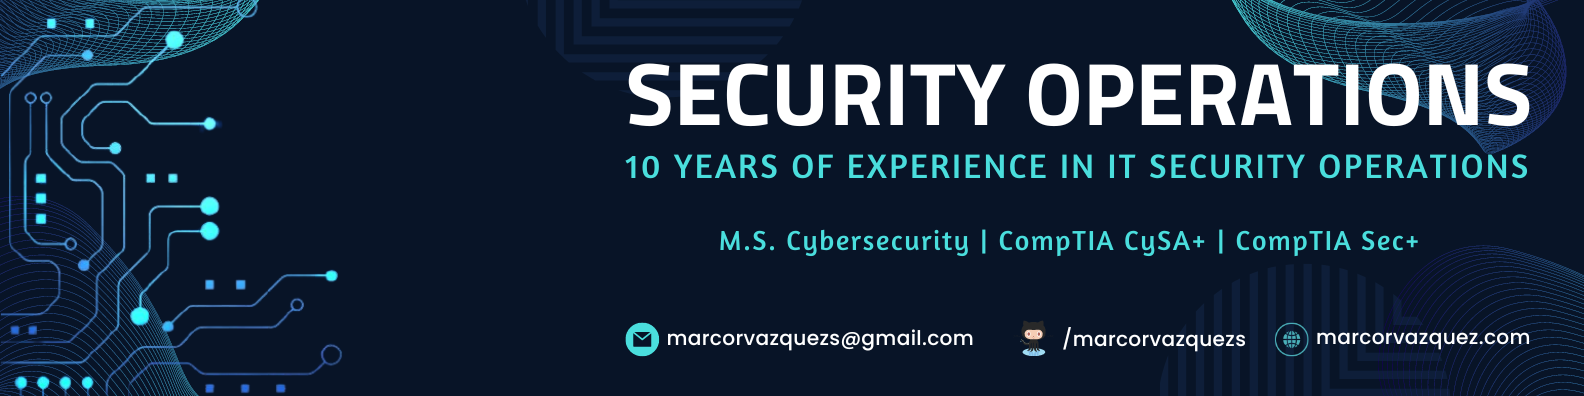 SECURITY OPERATIONS
10 YEARS OF EXPERIENCE IN IT SECURITY OPERATIONS
M.S. Cybersecurity | CompTIA CySA+ | CompTIA Sec+
marcorvazquezs@gmail.com /marcorvazquezs marcorvazquez.com